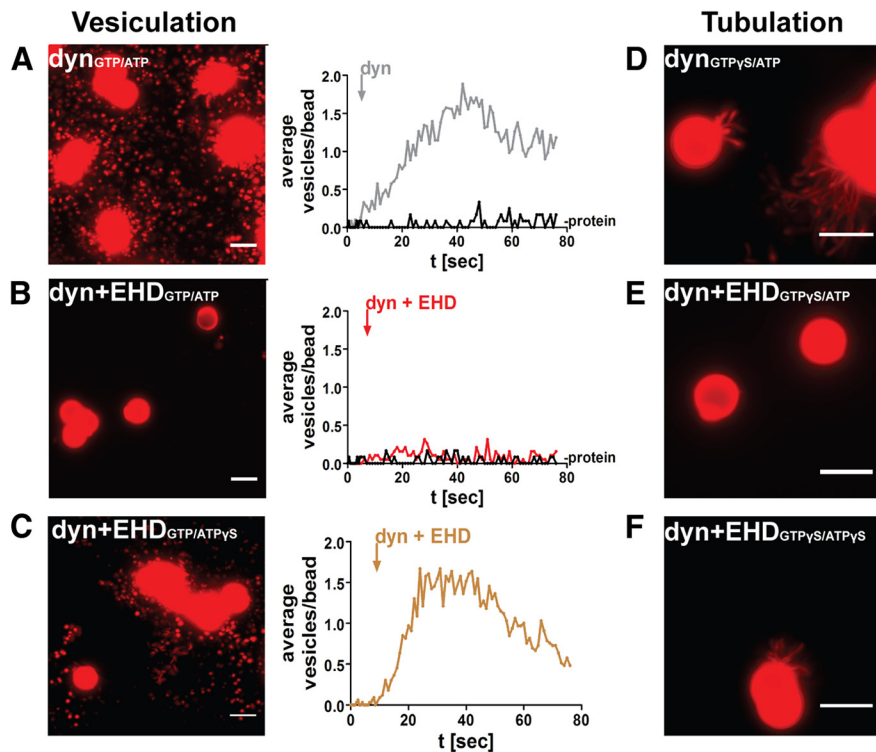 Vesiculation
Tubulation
A
dynGTP/ATP
average
vesicles/bead
2.0
1.5
1.0
0.5
0.0
dyn
-protein
0
20
40
60
80
t [sec]
D
dynGTPγS/ATP
B
dyn+EHDGTP/ATP
average
vesicles/bead
2.0
1.5
1.0
0.5
0.0
dyn + EHD
-protein
0
20
40
60
80
t [sec]
E
dyn+EHDGTPγS/ATP
C
dyn+EHDGTP/ATPγS
average
vesicles/bead
2.0
1.5
1.0
0.5
0.0
dyn + EHD
0
20
40
60
80
t [sec]
F
dyn+EHDGTPγS/ATPγS